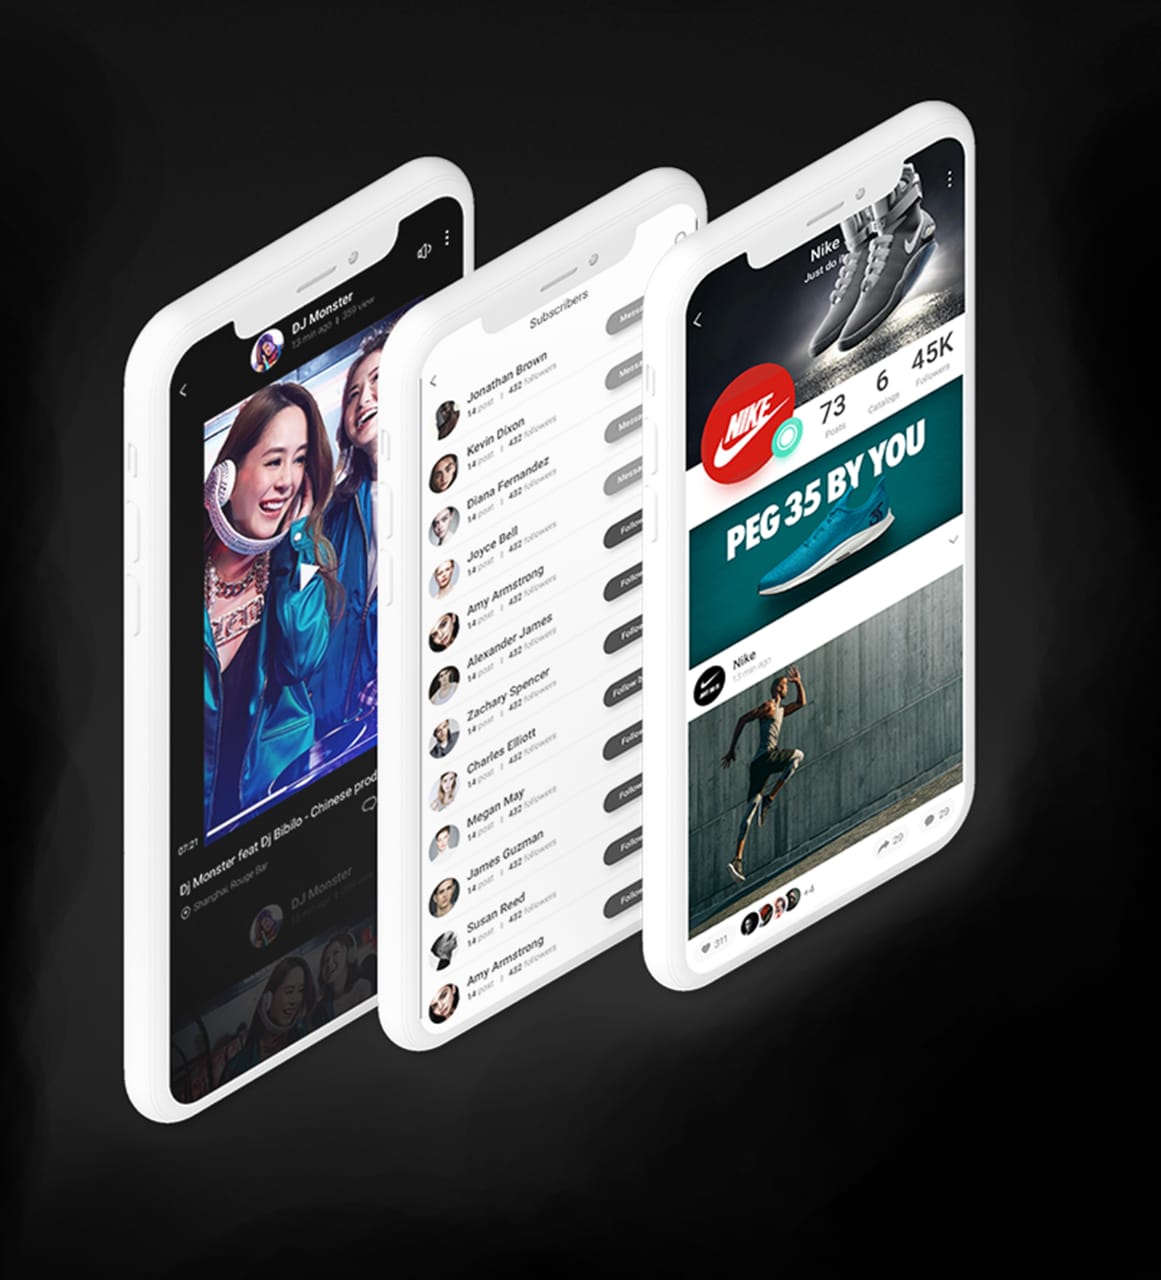 DJ Monster
13 min ago | 359 view
07:21
Dj Monster feat Dj Bibilo - Chinese prod
Shanghai, Rouge Bar
DJ Monster
Subscribers
Jonathan Brown
14 post | 432 followers
Messa
Kevin Dixon
14 post | 432 followers
Messa
Diana Fernandez
14 post | 432 followers
Messa
Joyce Bell
14 post | 432 followers
Messa
Amy Armstrong
14 post | 432 followers
Follow
Alexander James
14 post | 432 followers
Follow
Zachary Spencer
14 post | 432 followers
Follow
Charles Elliott
14 post | 432 followers
Follow b
Megan May
14 post | 432 followers
Follow
James Guzman
14 post | 432 followers
Follow
Susan Reed
14 post | 432 followers
Follow
Amy Armstrong
14 post | 432 followers
Follow
Nike
Just do it
NIKE
73
Posts
6
Catalogs
45K
Followers
PEG 35 BY YOU
Nike
13 min ago
311
+4
29
29